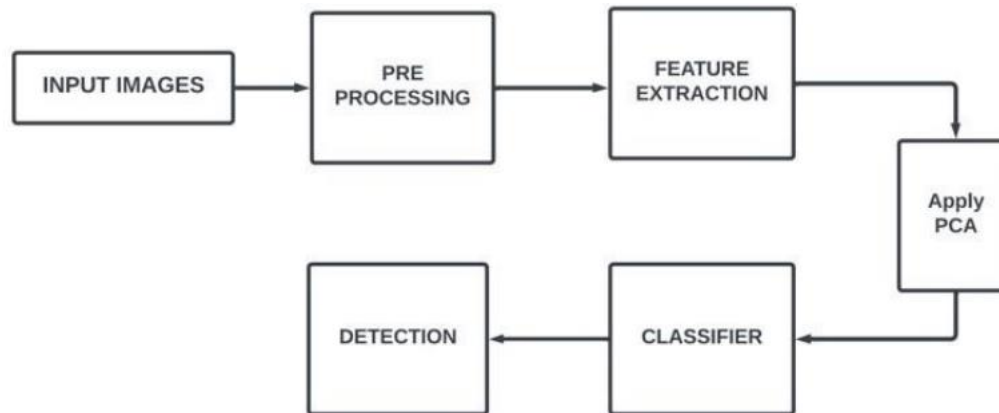 INPUT IMAGES
PRE
PROCESSING
FEATURE
EXTRACTION
Apply
PCA
CLASSIFIER
DETECTION